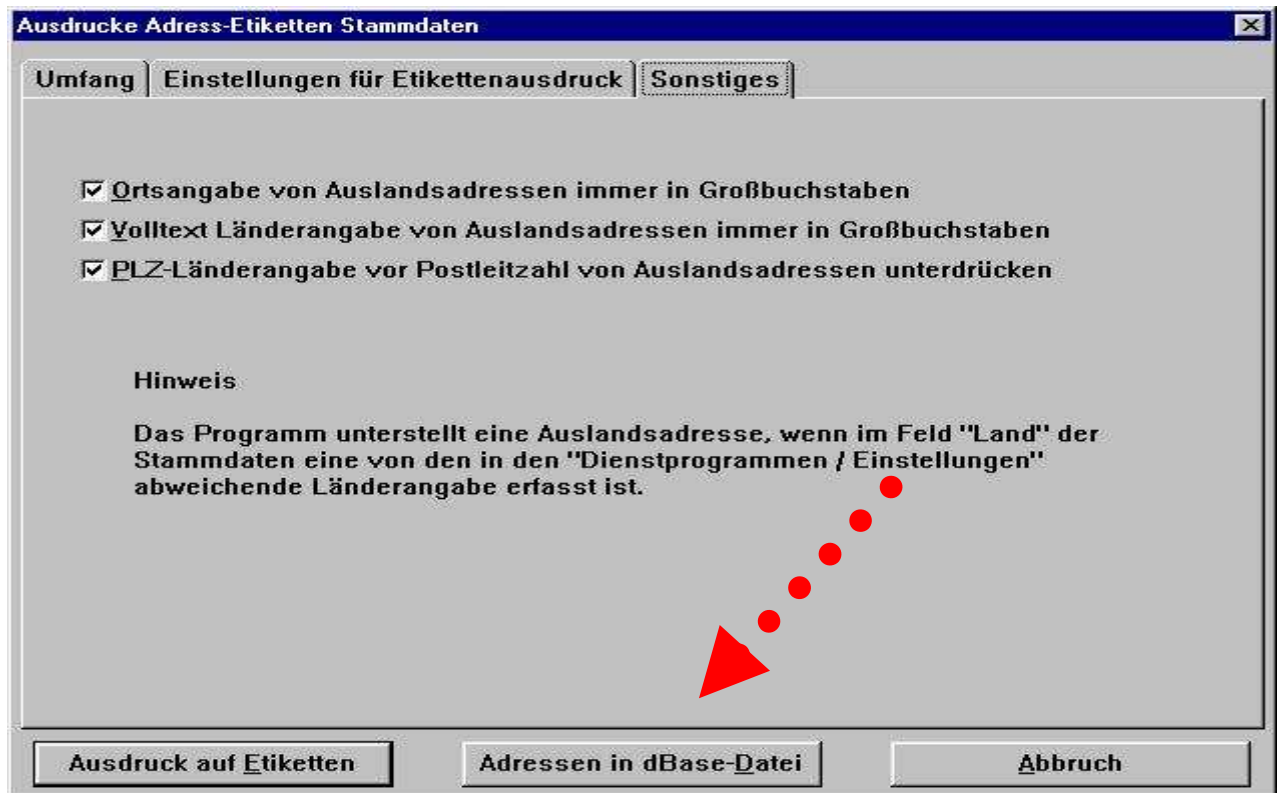 Ausdrucke Adress-Etiketten Stammdaten
Umfang Einstellungen für Etikettenausdruck Sonstiges
Ortsangabe von Auslandsadressen immer in Großbuchstaben
Volltext Länderangabe von Auslandsadressen immer in Großbuchstaben
PLZ-Länderangabe vor Postleitzahl von Auslandsadressen unterdrücken
Hinweis
Das Programm unterstellt eine Auslandsadresse, wenn im Feld "Land" der
Stammdaten eine von den in den "Dienstprogrammen / Einstellungen"
abweichende Länderangabe erfasst ist.
Ausdruck auf Etiketten Adressen in dBase-Datei Abbruch